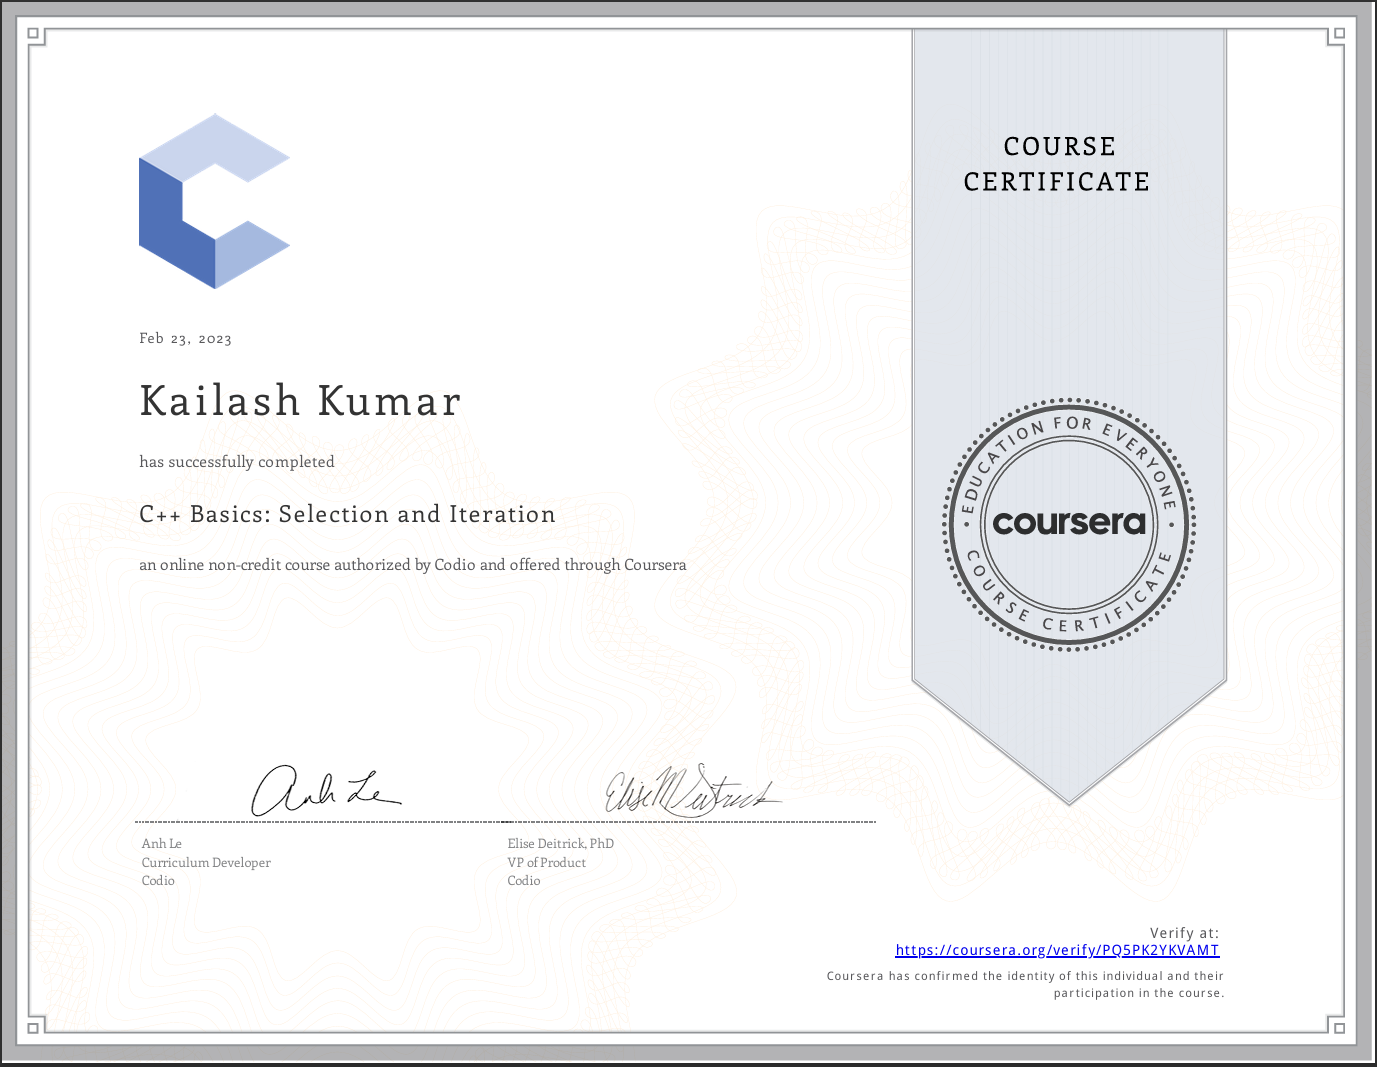 COURSE
CERTIFICATE
Feb 23, 2023
Kailash Kumar
has successfully completed
C++ Basics: Selection and Iteration
an online non-credit course authorized by Codio and offered through Coursera
EDUCATION FOR EVERYONE
coursera
COURSE CERTIFICATE
Anh Le
Elise M Deitrick
Anh Le
Curriculum Developer
Codio
Elise Deitrick, PhD
VP of Product
Codio
Verify at:
https://coursera.org/verify/PQ5PK2YKVAMT
Coursera has confirmed the identity of this individual and their
participation in the course.